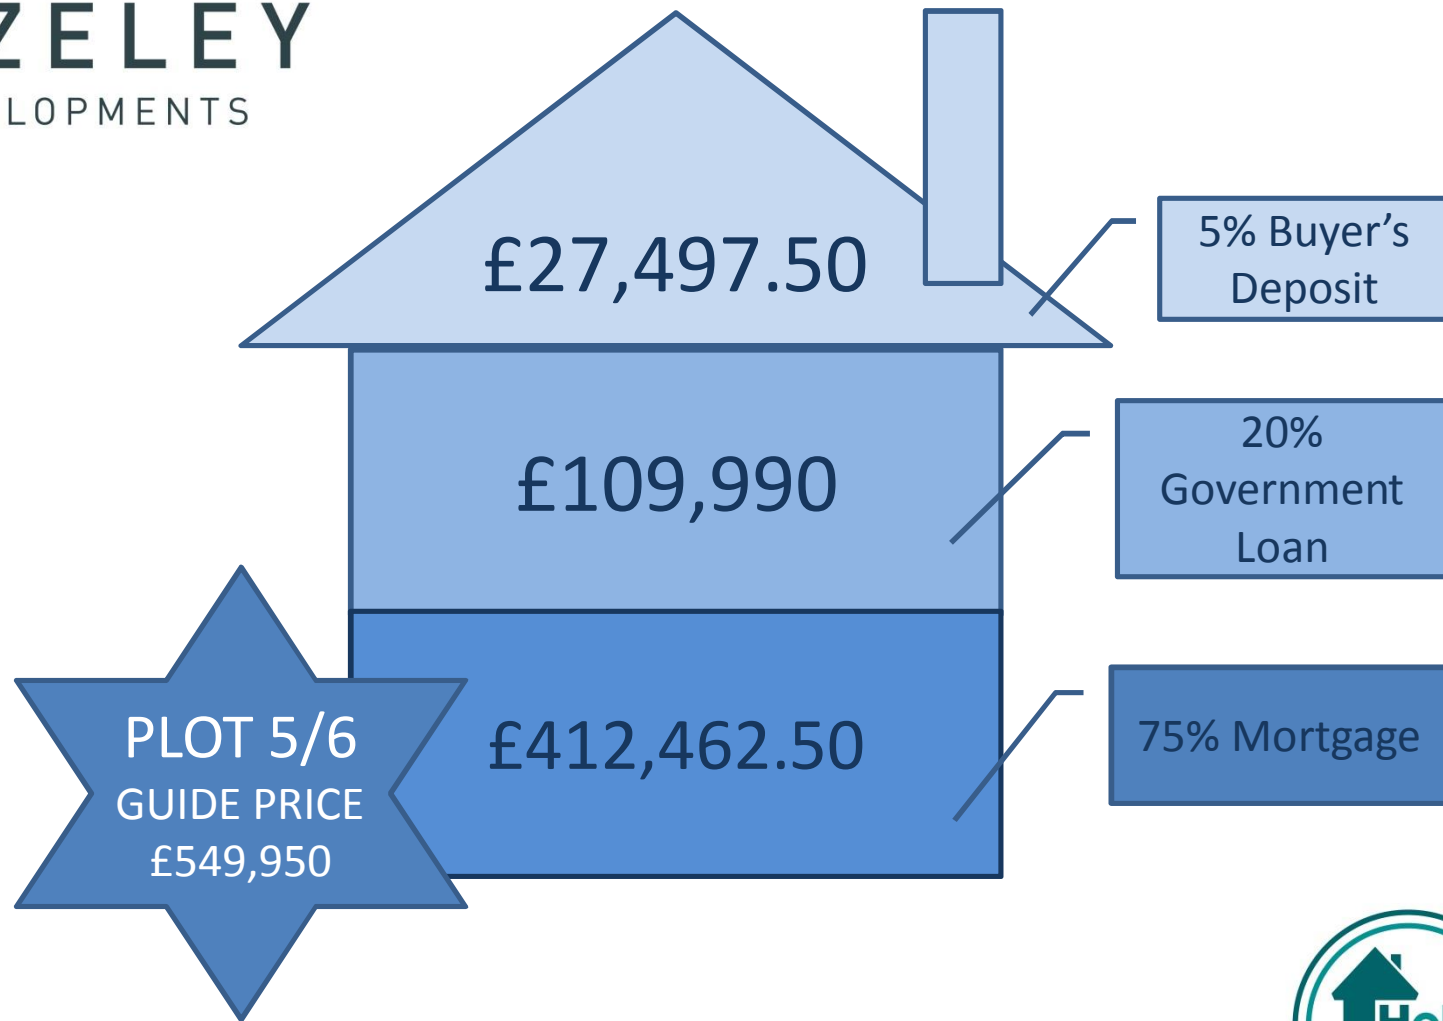 ZELEY
LOPMENTS
£27,497.50
5% Buyer’s
Deposit
£109,990
20%
Government
Loan
PLOT 5/6
GUIDE PRICE
£549,950
£412,462.50
75% Mortgage